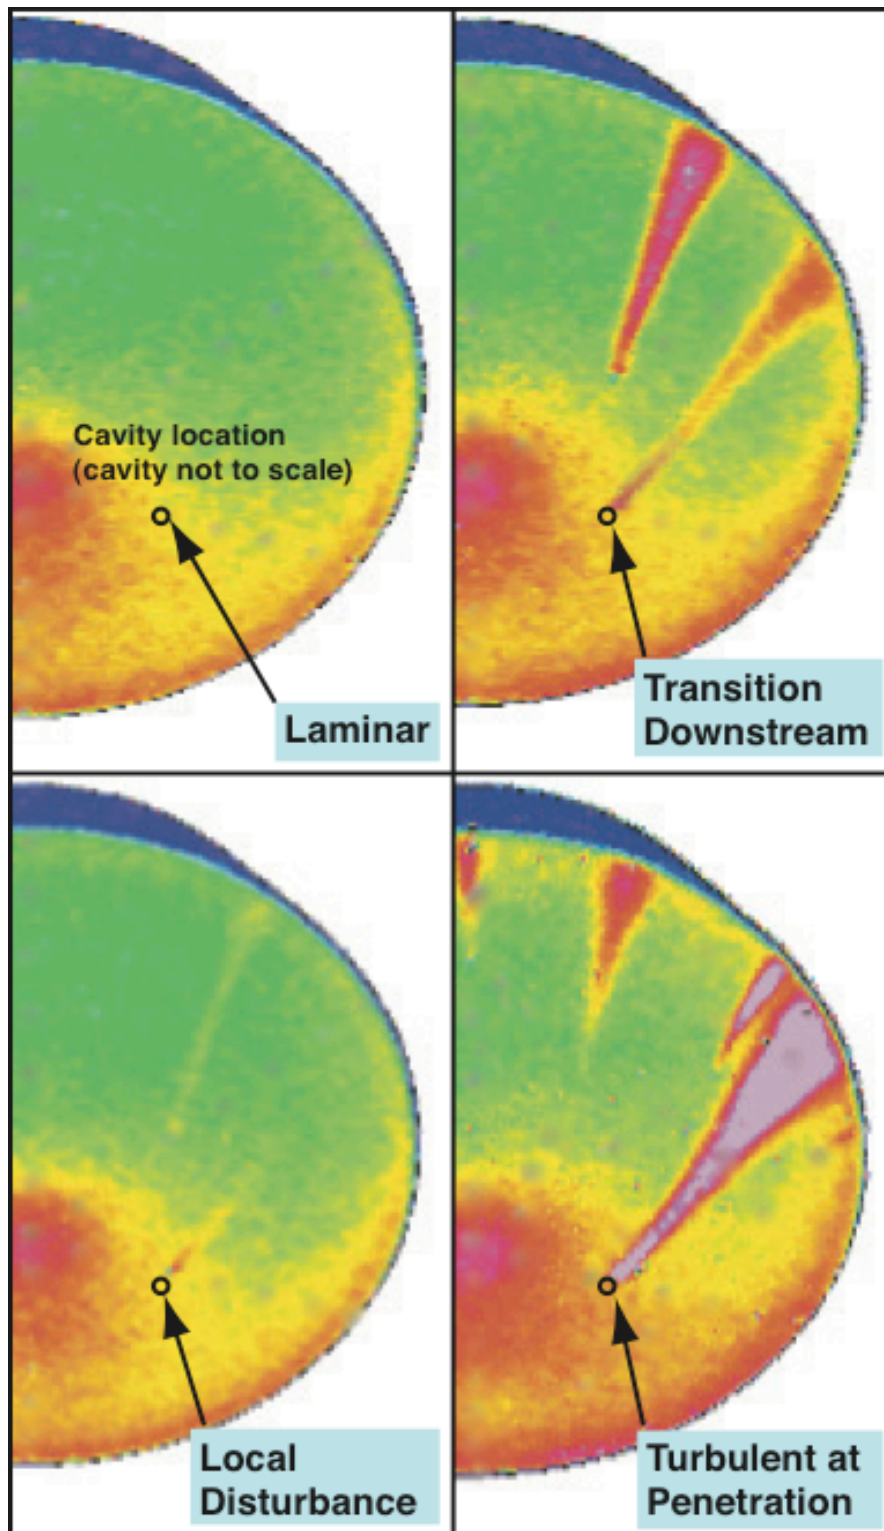 Cavity location
(cavity not to scale)
Laminar
Transition
Downstream
Local
Disturbance
Turbulent at
Penetration